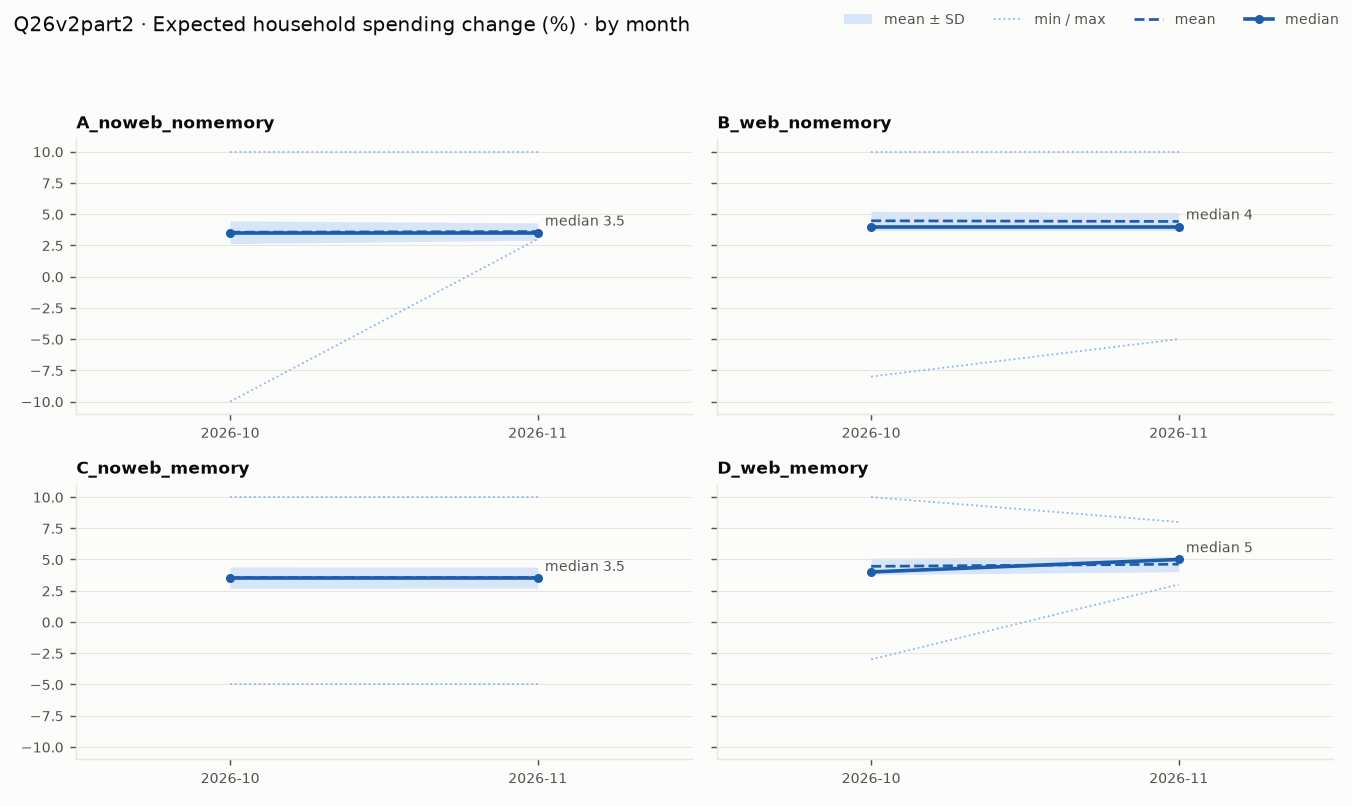 Q26v2part2 · Expected household spending change (%) · by month
mean ± SD
min / max
mean
median
A_noweb_nomemory
10.0
7.5
5.0
2.5
0.0
−2.5
−5.0
−7.5
−10.0
median 3.5
2026-10
2026-11
B_web_nomemory
median 4
2026-10
2026-11
C_noweb_memory
10.0
7.5
5.0
2.5
0.0
−2.5
−5.0
−7.5
−10.0
median 3.5
2026-10
2026-11
D_web_memory
median 5
2026-10
2026-11